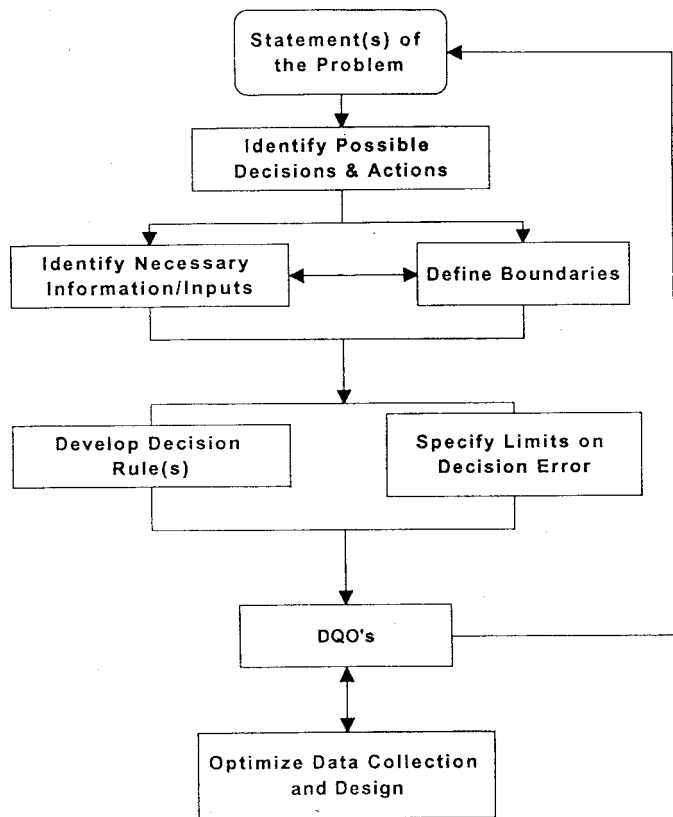 Statement(s) of
the Problem
Identify Possible
Decisions & Actions
Identify Necessary
Information/Inputs
Define Boundaries
Develop Decision
Rule(s)
Specify Limits on
Decision Error
DQO's
Optimize Data Collection
and Design